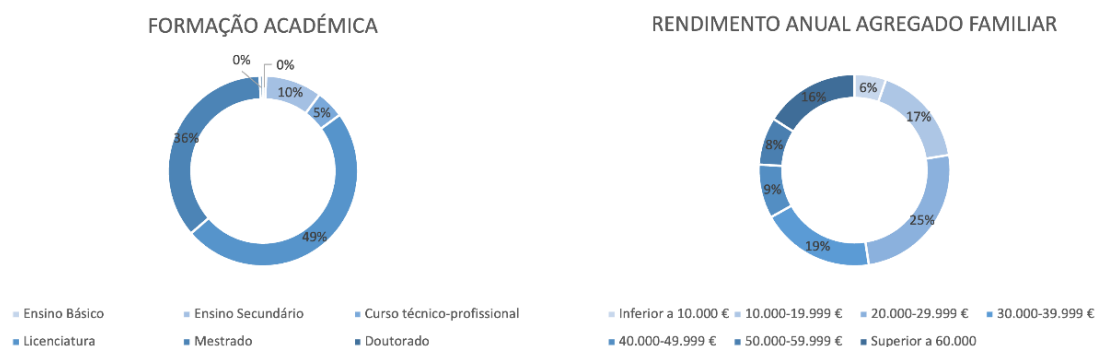 FORMAÇÃO ACADÉMICA
0%
0%
10%
5%
36%
49%
Ensino Básico
Ensino Secundário
Curso técnico-profissional
Licenciatura
Mestrado
Doutorado
RENDIMENTO ANUAL AGREGADO FAMILIAR
6%
16%
17%
8%
9%
25%
19%
Inferior a 10.000 €
10.000-19.999 €
20.000-29.999 €
30.000-39.999 €
40.000-49.999 €
50.000-59.999 €
Superior a 60.000